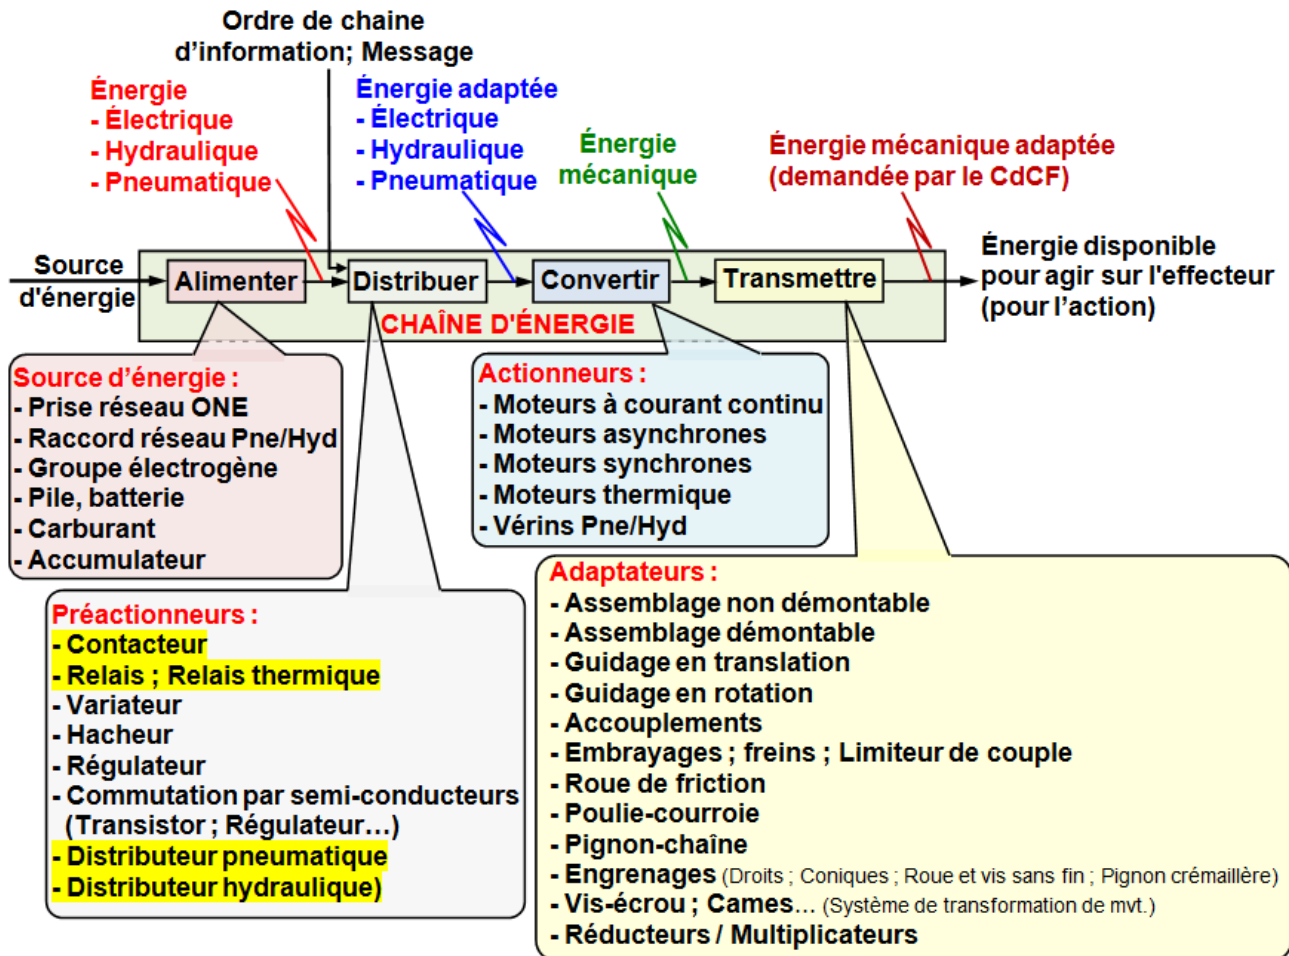 Ordre de chaine
d'information; Message
Énergie
- Électrique
- Hydraulique
- Pneumatique
Énergie adaptée
- Électrique
- Hydraulique
- Pneumatique
Énergie
mécanique
Énergie mécanique adaptée
(demandée par le CdCF)
Source
d'énergie
Alimenter
Distribuer
Convertir
Transmettre
Énergie disponible
pour agir sur l'effecteur
(pour l'action)
CHAÎNE D'ÉNERGIE
Source d'énergie :
- Prise réseau ONE
- Raccord réseau Pne/Hyd
- Groupe électrogène
- Pile, batterie
- Carburant
- Accumulateur
Actionneurs :
- Moteurs à courant continu
- Moteurs asynchrones
- Moteurs synchrones
- Moteurs thermique
- Vérins Pne/Hyd
Préactionneurs :
- Contacteur
- Relais ; Relais thermique
- Variateur
- Hacheur
- Régulateur
- Commutation par semi-conducteurs
(Transistor ; Régulateur…)
- Distributeur pneumatique
- Distributeur hydraulique)
Adaptateurs :
- Assemblage non démontable
- Assemblage démontable
- Guidage en translation
- Guidage en rotation
- Accouplements
- Embrayages ; freins ; Limiteur de couple
- Roue de friction
- Poulie-courroie
- Pignon-chaîne
- Engrenages (Droits ; Coniques ; Roue et vis sans fin ; Pignon crémaillère)
- Vis-écrou ; Cames… (Système de transformation de mvt.)
- Réducteurs / Multiplicateurs